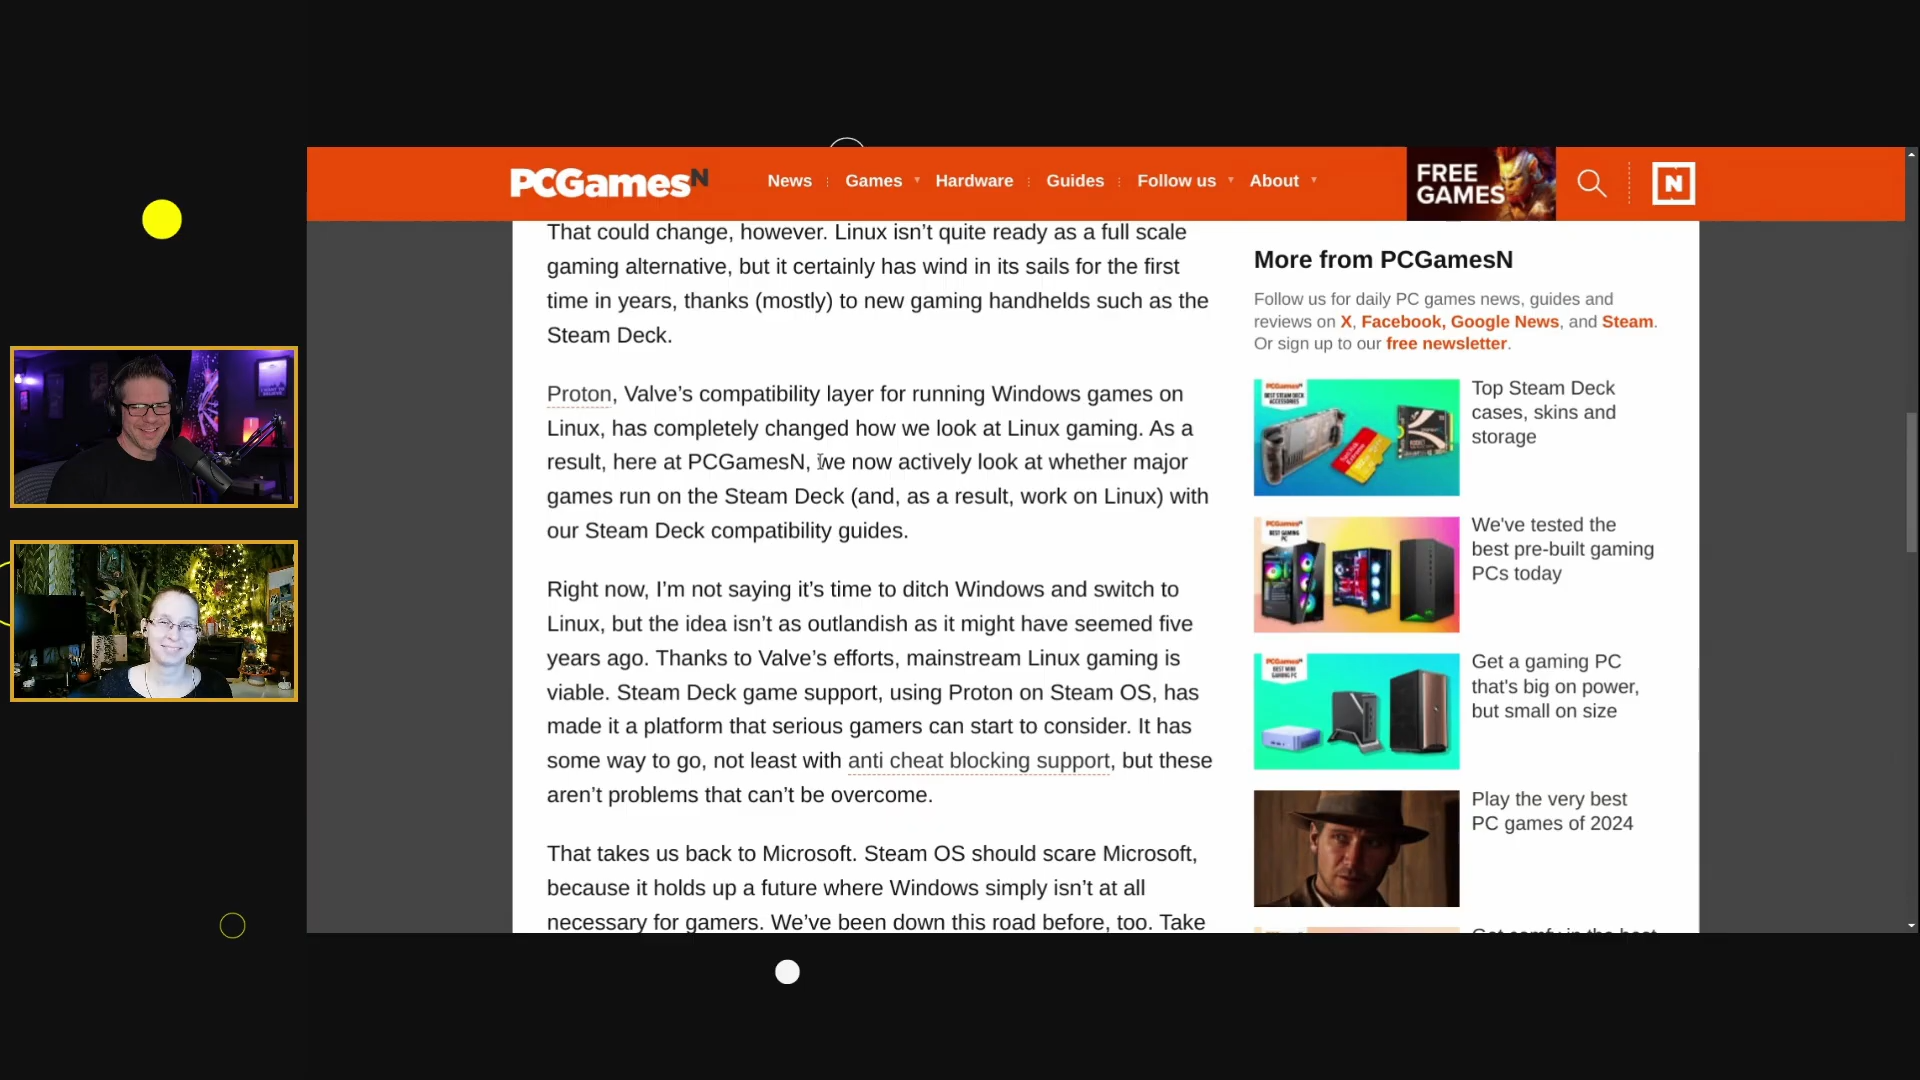 PCGamesN
News
Games
Hardware
Guides
Follow us
About
FREE
GAMES
N
That could change, however. Linux isn’t quite ready as a full scale
gaming alternative, but it certainly has wind in its sails for the first
time in years, thanks (mostly) to new gaming handhelds such as the
Steam Deck.
Proton, Valve’s compatibility layer for running Windows games on
Linux, has completely changed how we look at Linux gaming. As a
result, here at PCGamesN, we now actively look at whether major
games run on the Steam Deck (and, as a result, work on Linux) with
our Steam Deck compatibility guides.
Right now, I’m not saying it’s time to ditch Windows and switch to
Linux, but the idea isn’t as outlandish as it might have seemed five
years ago. Thanks to Valve’s efforts, mainstream Linux gaming is
viable. Steam Deck game support, using Proton on Steam OS, has
made it a platform that serious gamers can start to consider. It has
some way to go, not least with anti cheat blocking support, but these
aren’t problems that can’t be overcome.
That takes us back to Microsoft. Steam OS should scare Microsoft,
because it holds up a future where Windows simply isn’t at all
necessary for gamers. We’ve been down this road before, too. Take
More from PCGamesN
Follow us for daily PC games news, guides and
reviews on X, Facebook, Google News, and Steam.
Or sign up to our free newsletter.
PCGamesN
BEST STEAM DECK
ACCESSORIES
Top Steam Deck
cases, skins and
storage
PCGamesN
BEST GAMING
PC
We've tested the
best pre-built gaming
PCs today
PCGamesN
BEST MINI
GAMING PC
Get a gaming PC
that's big on power,
but small on size
Play the very best
PC games of 2024